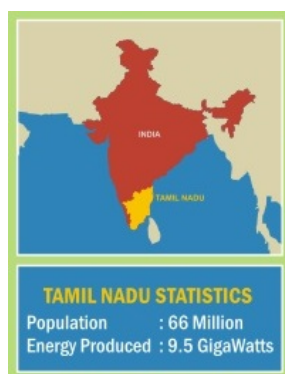 INDIA
TAMIL NADU
TAMIL NADU STATISTICS
Population : 66 Million
Energy Produced : 9.5 GigaWatts